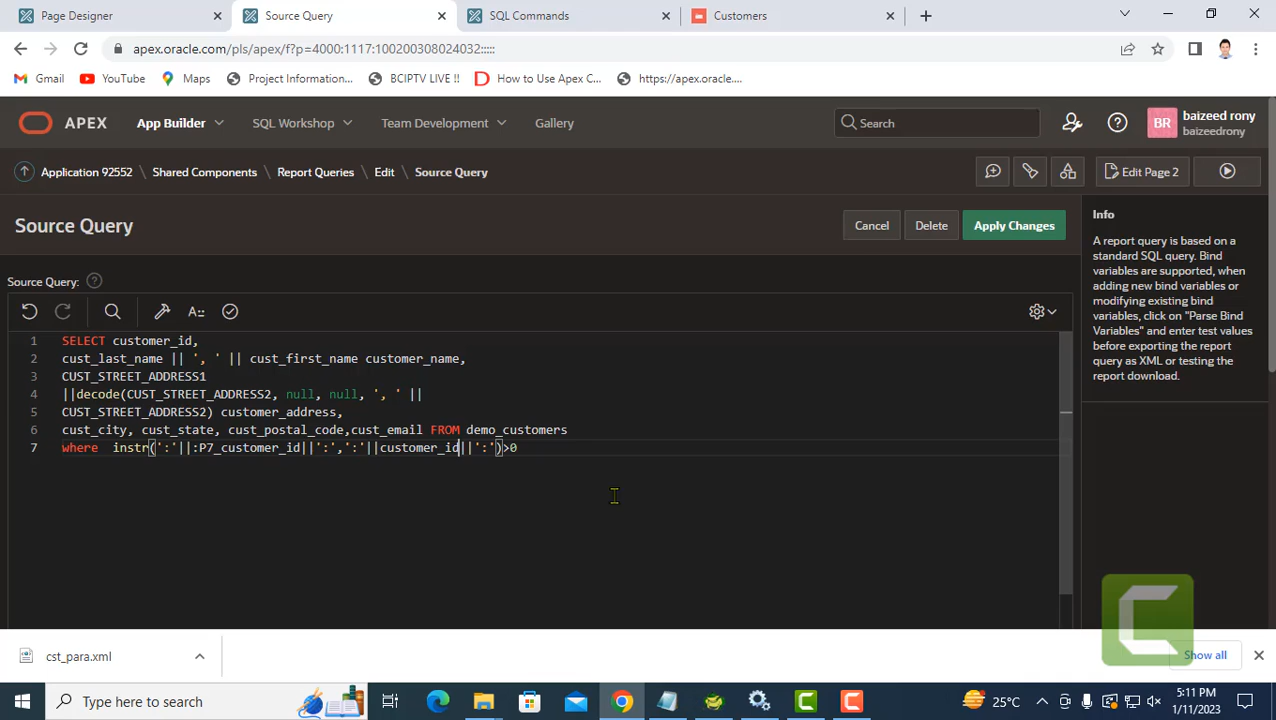 Page Designer
Source Query
SQL Commands
Customers
apex.oracle.com/pls/apex/f?p=4000:1117:100200308024032:::::
Gmail
YouTube
Maps
Project Information...
BCIPTV LIVE !!
How to Use Apex C...
https://apex.oracle....
APEX
App Builder
SQL Workshop
Team Development
Gallery
Search
BR
baizeed rony
baizeedrony
Application 92552
Shared Components
Report Queries
Edit
Source Query
Edit Page 2
Source Query
Cancel
Delete
Apply Changes
Info
A report query is based on a
standard SQL query. Bind
variables are supported, when
adding new bind variables or
modifying existing bind
variables, click on "Parse Bind
Variables" and enter test values
before exporting the report
query as XML or testing the
report download.
Source Query:
1 SELECT customer_id,
2 cust_last_name || ', ' || cust_first_name customer_name,
3 CUST_STREET_ADDRESS1
4 ||decode(CUST_STREET_ADDRESS2, null, null, ', ' ||
5 CUST_STREET_ADDRESS2) customer_address,
6 cust_city, cust_state, cust_postal_code,cust_email FROM demo_customers
7 where  instr(':'||:P7_customer_id||':',':'||customer_id||':')>0
cst_para.xml
Show all
Type here to search
25°C
5:11 PM
1/11/2023